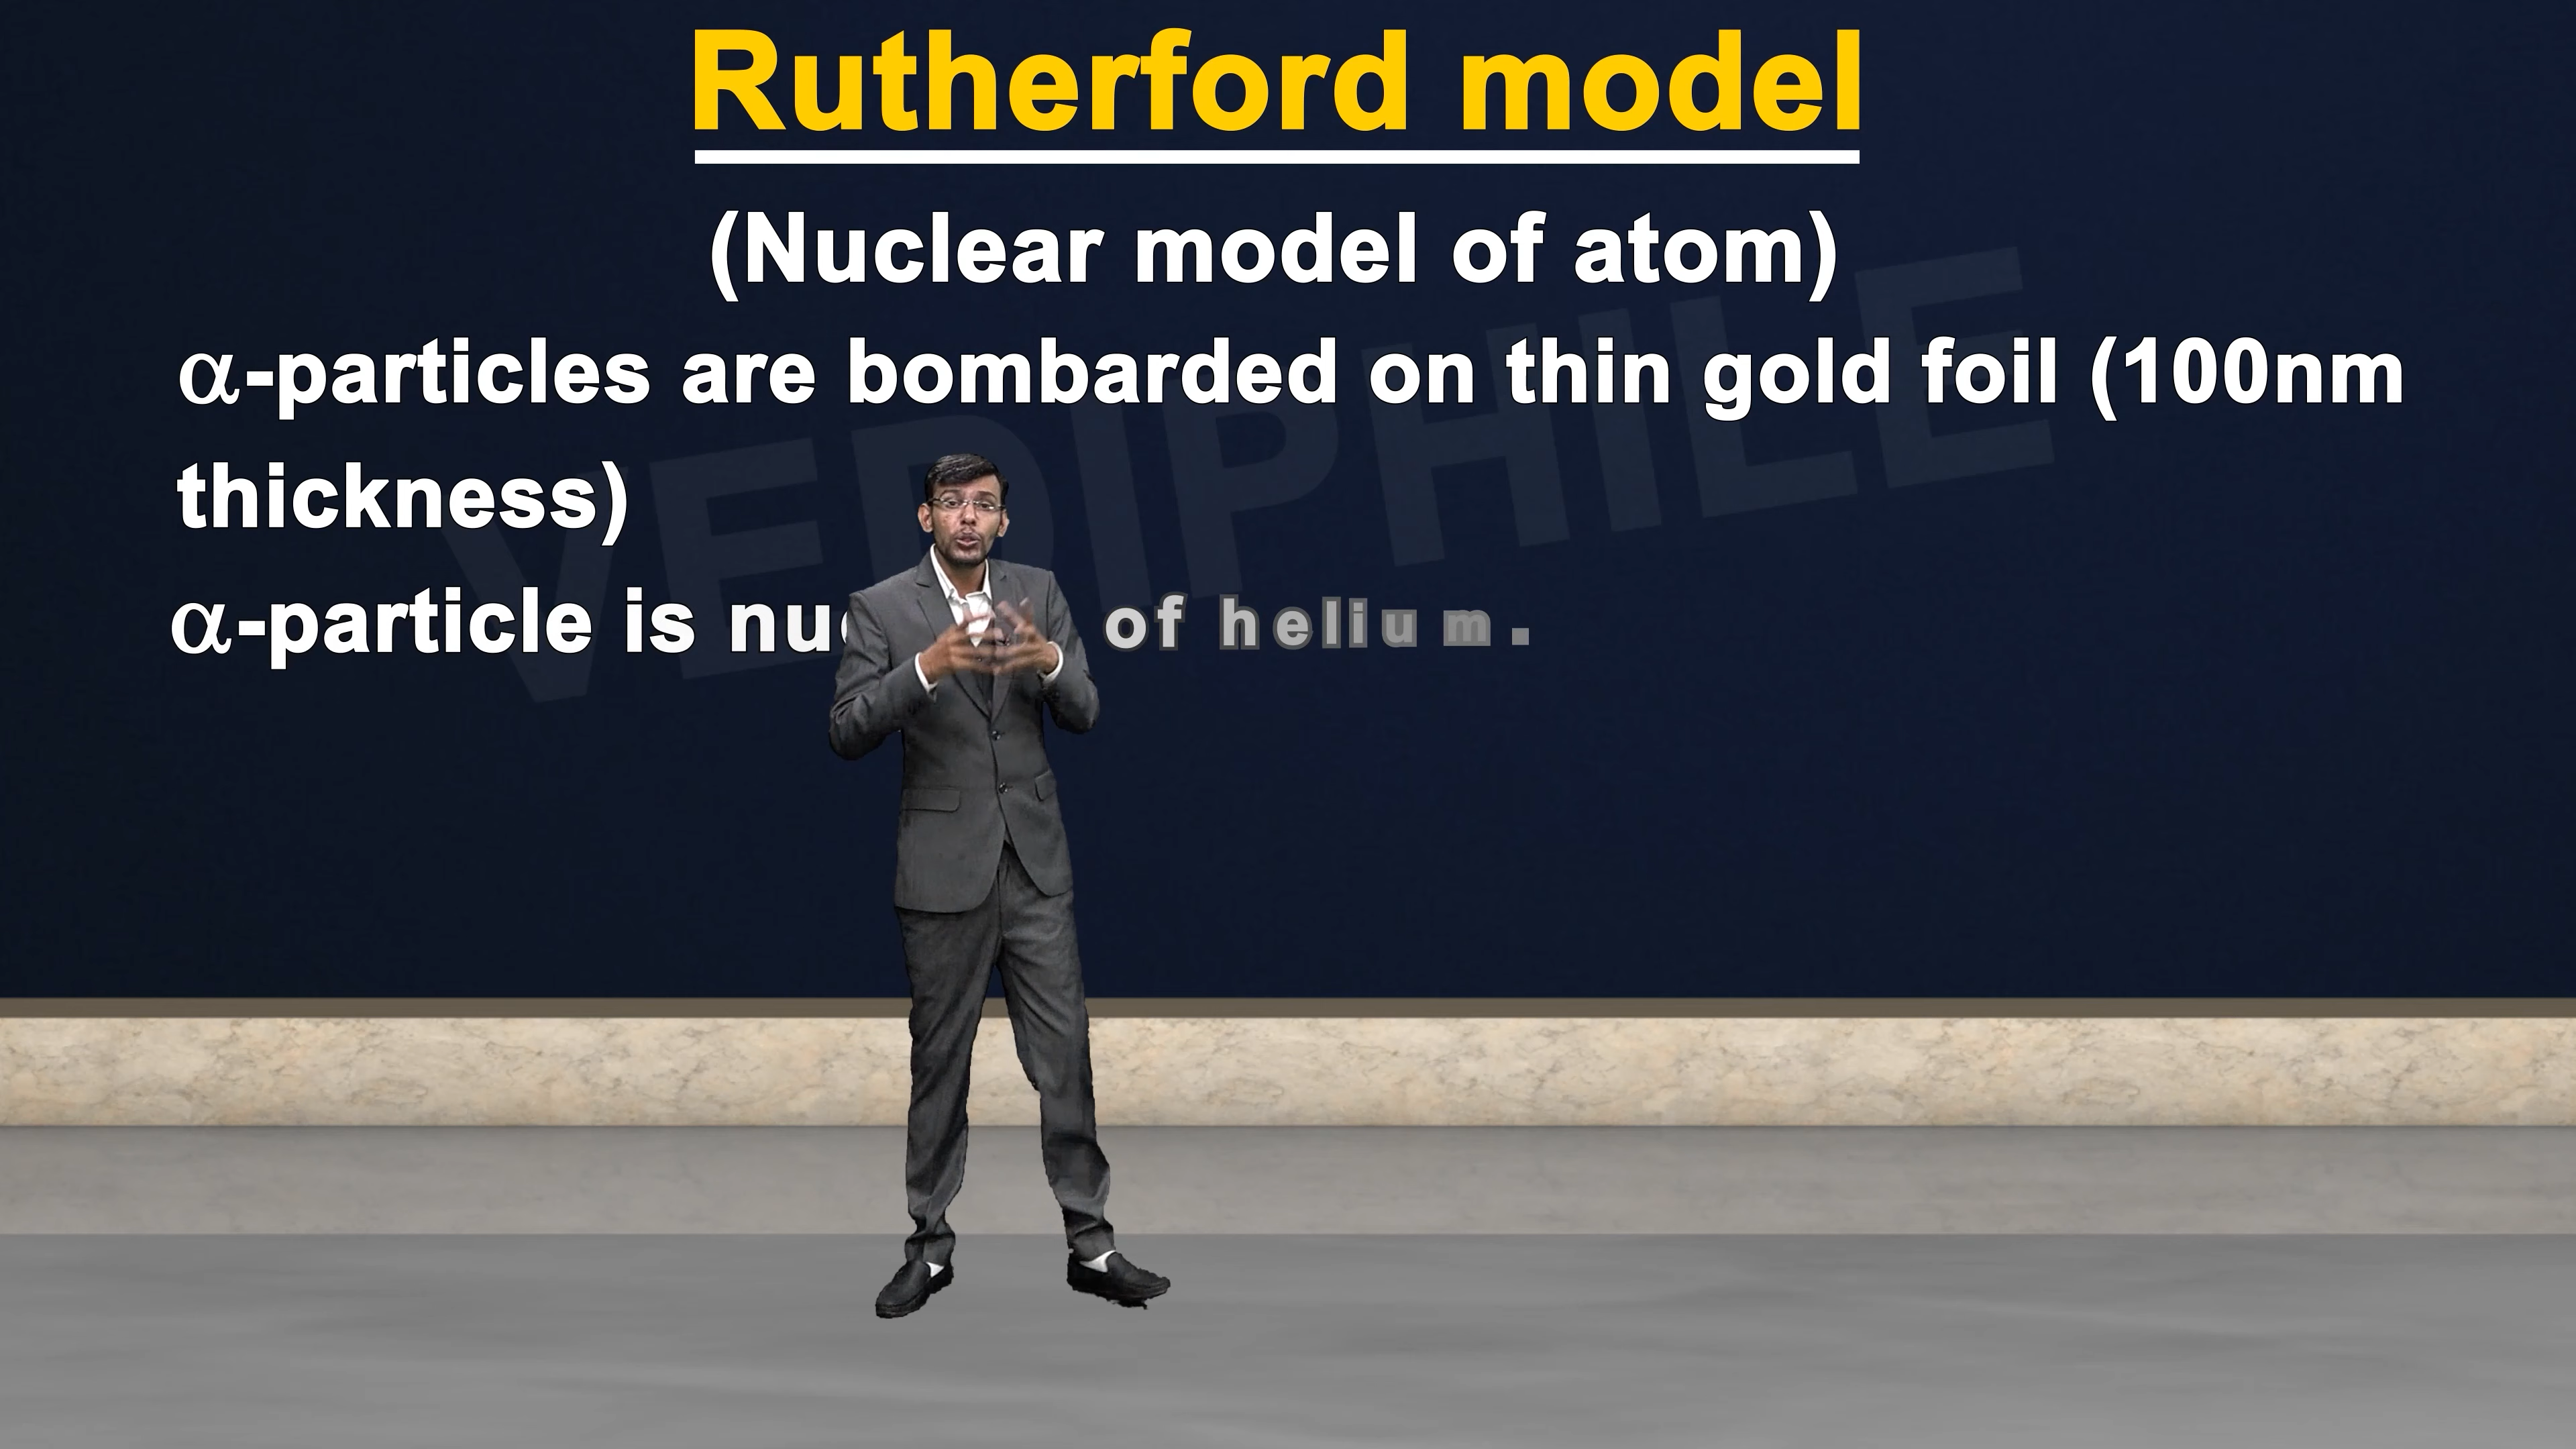 Rutherford model
(Nuclear model of atom)
α-particles are bombarded on thin gold foil (100nm
thickness)
α-particle is of helium.
VEDIPHILE